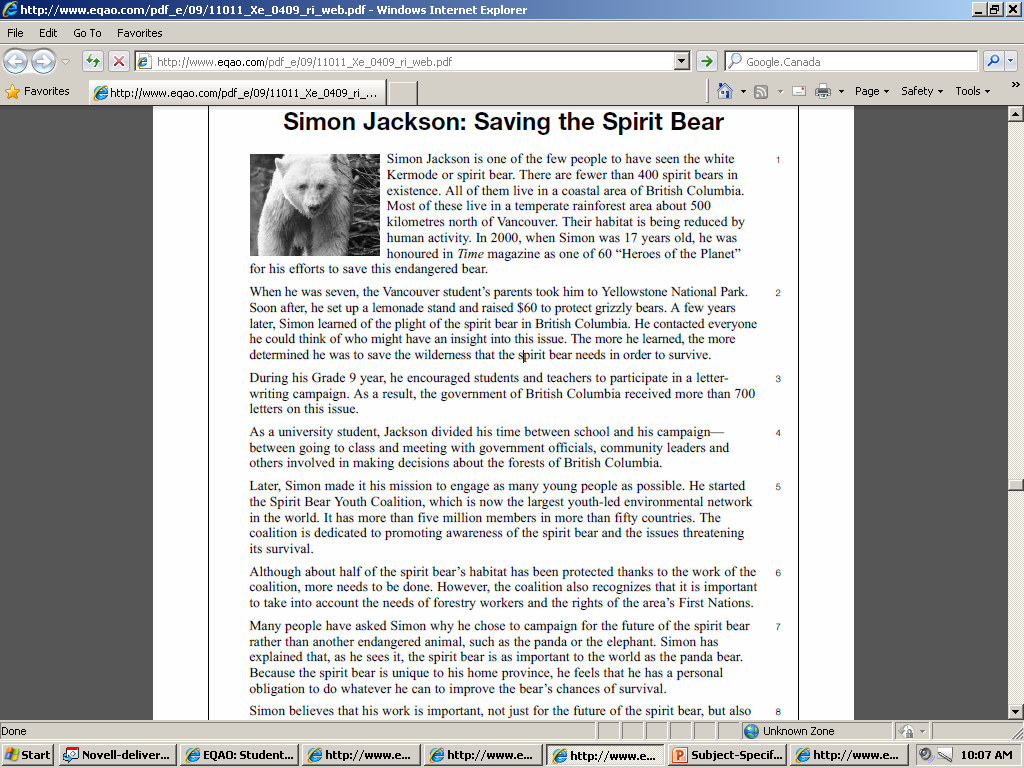 http://www.eqao.com/pdf_e/09/11011_Xe_0409_ri_web.pdf - Windows Internet Explorer
File Edit Go To Favorites
http://www.eqao.com/pdf_e/09/11011_Xe_0409_ri_web.pdf Google.Canada
Favorites http://www.eqao.com/pdf_e/09/11011_Xe_0409_ri_... Page Safety Tools »
Simon Jackson: Saving the Spirit Bear
Simon Jackson is one of the few people to have seen the white 1
Kermode or spirit bear. There are fewer than 400 spirit bears in
existence. All of them live in a coastal area of British Columbia.
Most of these live in a temperate rainforest area about 500
kilometres north of Vancouver. Their habitat is being reduced by
human activity. In 2000, when Simon was 17 years old, he was
honoured in Time magazine as one of 60 “Heroes of the Planet”
for his efforts to save this endangered bear.
When he was seven, the Vancouver student’s parents took him to Yellowstone National Park. 2
Soon after, he set up a lemonade stand and raised $60 to protect grizzly bears. A few years
later, Simon learned of the plight of the spirit bear in British Columbia. He contacted everyone
he could think of who might have an insight into this issue. The more he learned, the more
determined he was to save the wilderness that the spirit bear needs in order to survive.
During his Grade 9 year, he encouraged students and teachers to participate in a letter- 3
writing campaign. As a result, the government of British Columbia received more than 700
letters on this issue.
As a university student, Jackson divided his time between school and his campaign— 4
between going to class and meeting with government officials, community leaders and
others involved in making decisions about the forests of British Columbia.
Later, Simon made it his mission to engage as many young people as possible. He started 5
the Spirit Bear Youth Coalition, which is now the largest youth-led environmental network
in the world. It has more than five million members in more than fifty countries. The
coalition is dedicated to promoting awareness of the spirit bear and the issues threatening
its survival.
Although about half of the spirit bear’s habitat has been protected thanks to the work of the 6
coalition, more needs to be done. However, the coalition also recognizes that it is important
to take into account the needs of forestry workers and the rights of the area’s First Nations.
Many people have asked Simon why he chose to campaign for the future of the spirit bear 7
rather than another endangered animal, such as the panda or the elephant. Simon has
explained that, as he sees it, the spirit bear is as important to the world as the panda bear.
Because the spirit bear is unique to his home province, he feels that he has a personal
obligation to do whatever he can to improve the bear’s chances of survival.
Simon believes that his work is important, not just for the future of the spirit bear, but also 8
Done Unknown Zone
Start Novell-deliver... EQAO: Student... http://www.e... http://www.e... http://www.e... Subject-Specif... http://www.e... 10:07 AM